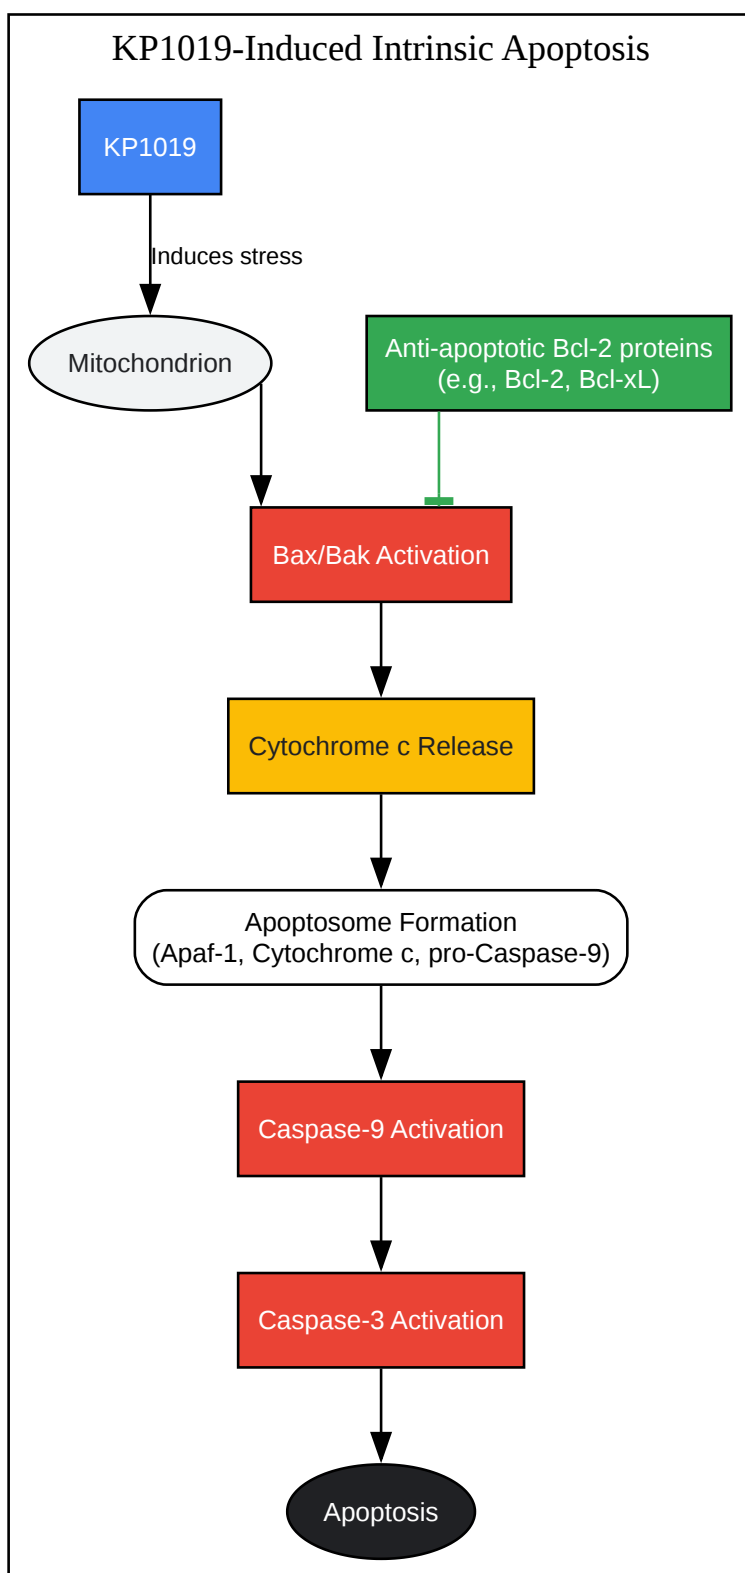 KP1019-Induced Intrinsic Apoptosis
KP1019
Induces stress
Mitochondrion
Anti-apoptotic Bcl-2 proteins
(e.g., Bcl-2, Bcl-xL)
Bax/Bak Activation
Cytochrome c Release
Apoptosome Formation
(Apaf-1, Cytochrome c, pro-Caspase-9)
Caspase-9 Activation
Caspase-3 Activation
Apoptosis